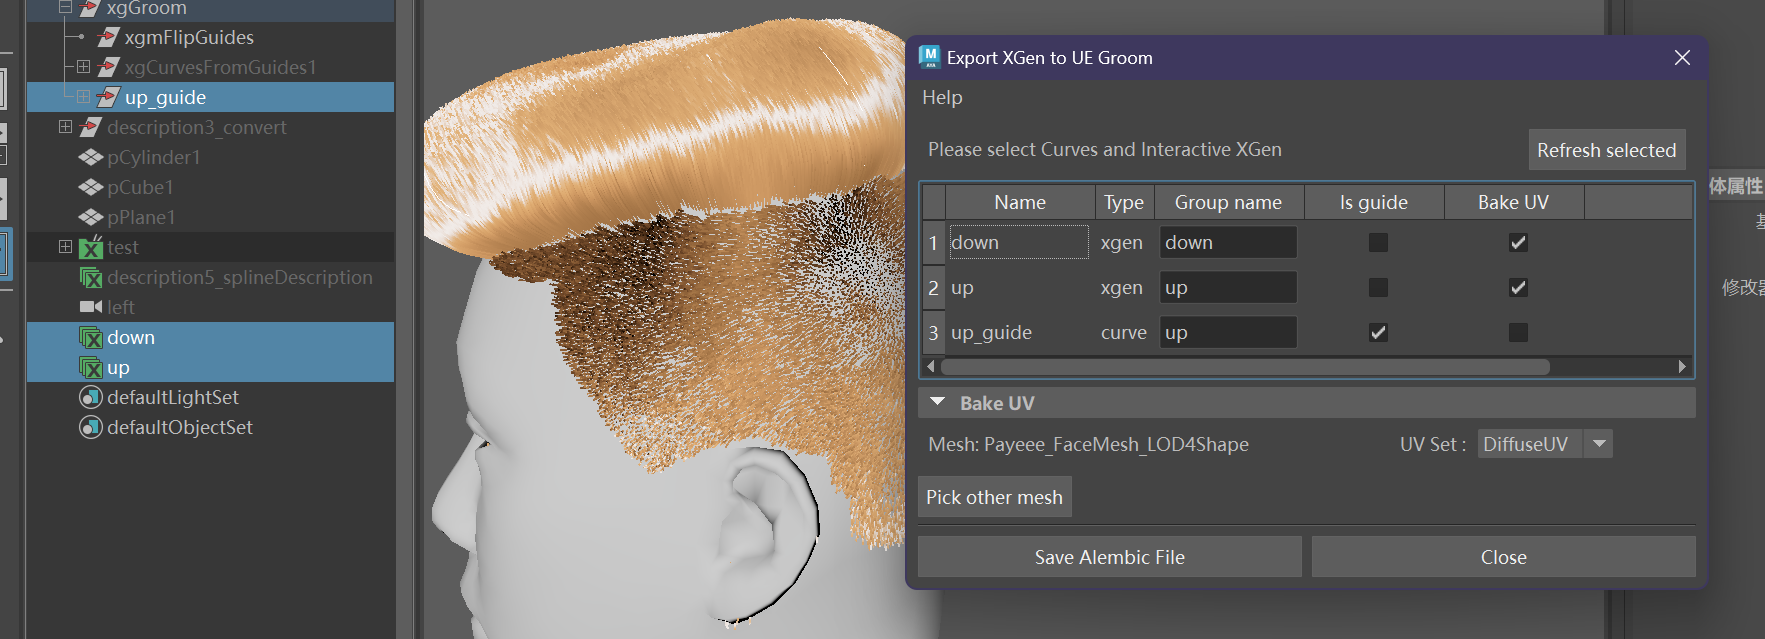 xgGroom
xgmFlipGuides
xgCurvesFromGuides1
up_guide
description3_convert
pCylinder1
pCube1
pPlane1
test
description5_splineDescription
left
down
up
defaultLightSet
defaultObjectSet
Export XGen to UE Groom
Help
Please select Curves and Interactive XGen
Refresh selected
Name Type Group name Is guide Bake UV
1 down xgen down
2 up xgen up
3 up_guide curve up
Bake UV
Mesh: Payeee_FaceMesh_LOD4Shape UV Set : DiffuseUV
Pick other mesh
Save Alembic File Close
体属性
修改